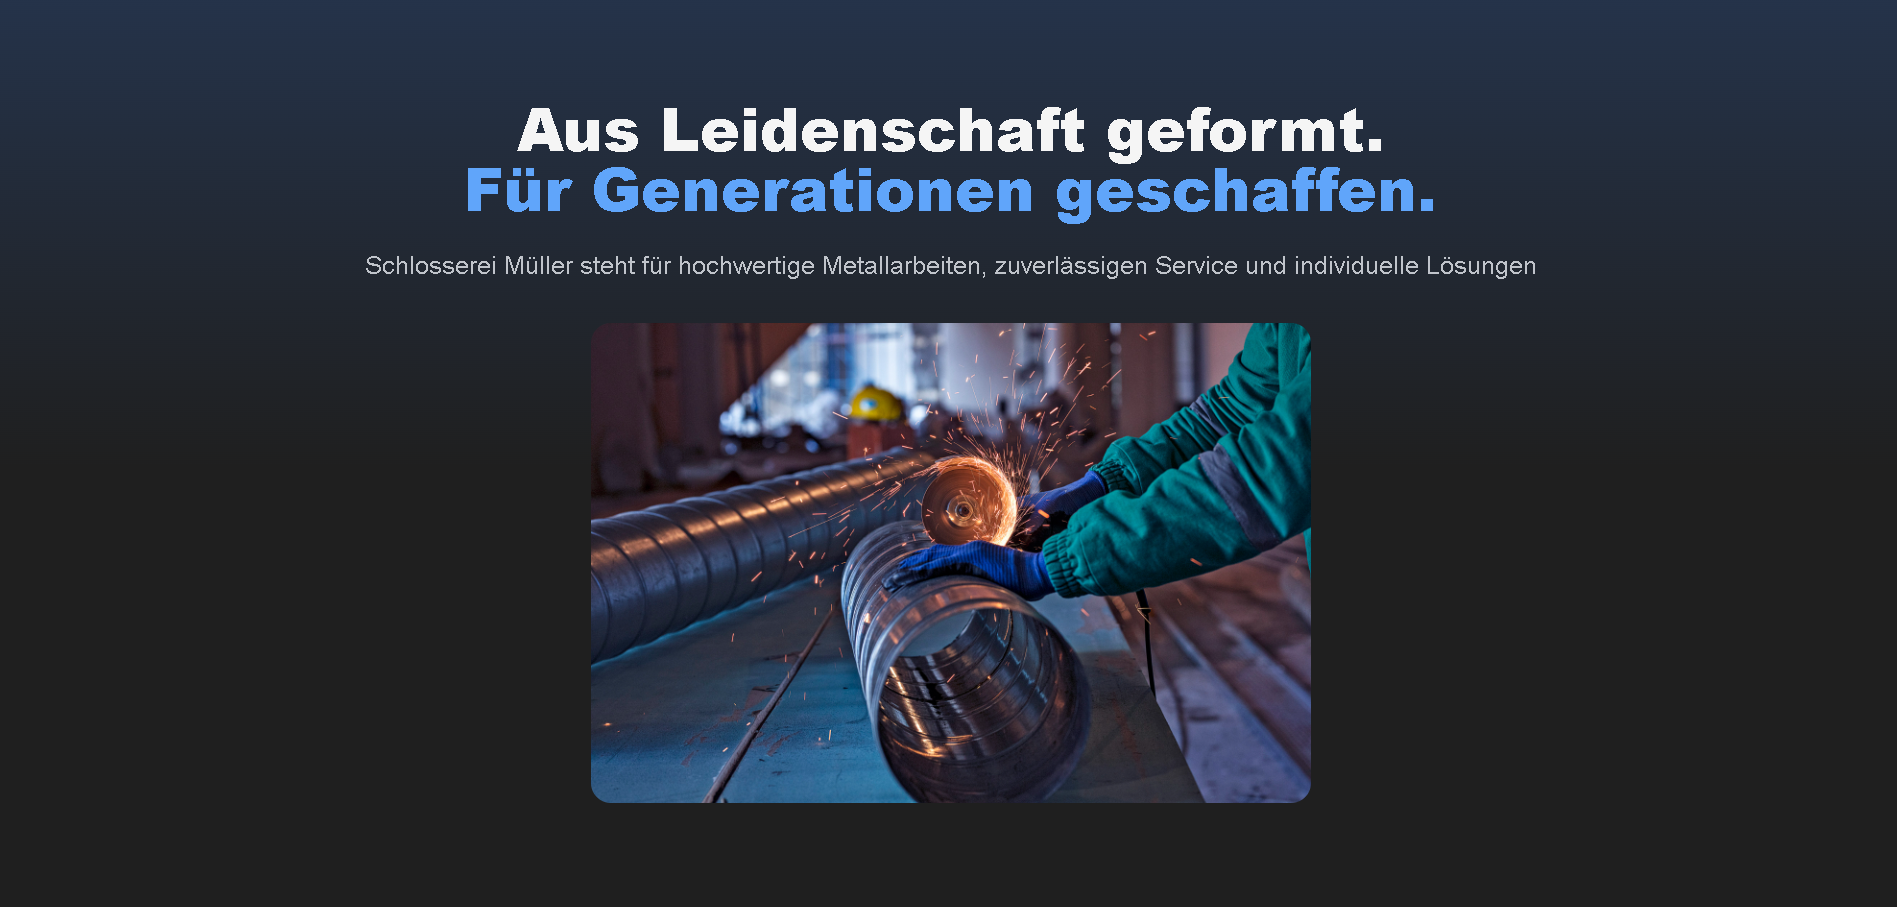 Aus Leidenschaft geformt.
Für Generationen geschaffen.
Schlosserei Müller steht für hochwertige Metallarbeiten, zuverlässigen Service und individuelle Lösungen